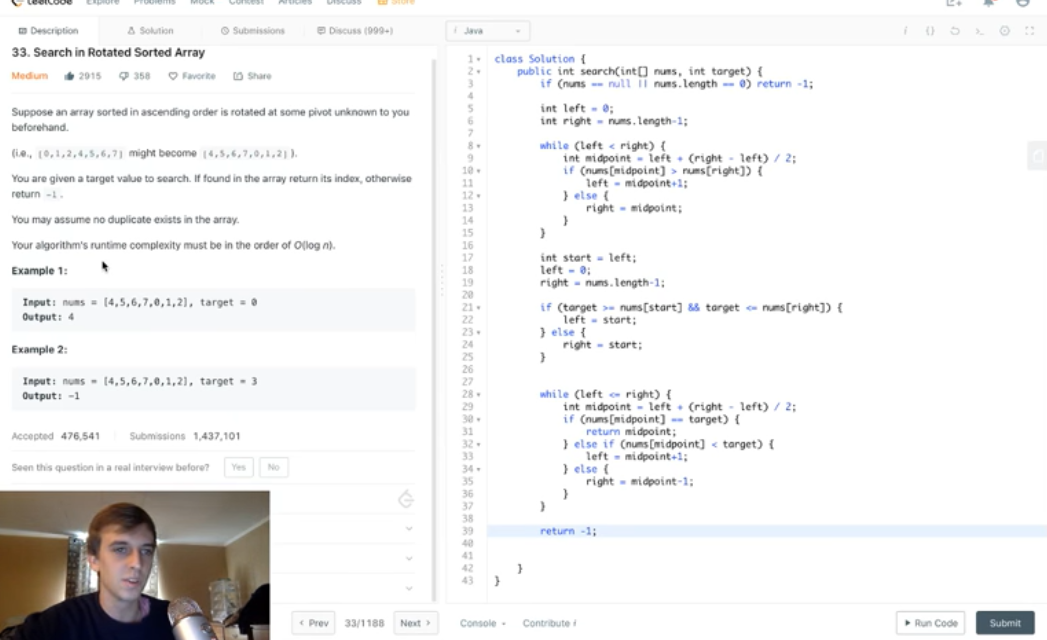 LeetCode Explore Problems Mock Contest Articles Discuss Store
Description Solution Submissions Discuss (999+)
Java
33. Search in Rotated Sorted Array
Medium 2915 358 Favorite Share
Suppose an array sorted in ascending order is rotated at some pivot unknown to you
beforehand.
(i.e., [0,1,2,4,5,6,7] might become [4,5,6,7,0,1,2]).
You are given a target value to search. If found in the array return its index, otherwise
return -1.
You may assume no duplicate exists in the array.
Your algorithm's runtime complexity must be in the order of O(log n).
Example 1:
Input: nums = [4,5,6,7,0,1,2], target = 0
Output: 4
Example 2:
Input: nums = [4,5,6,7,0,1,2], target = 3
Output: -1
Accepted 476,541 Submissions 1,437,101
Seen this question in a real interview before? Yes No
1 class Solution {
2 public int search(int[] nums, int target) {
3 if (nums == null || nums.length == 0) return -1;
4
5 int left = 0;
6 int right = nums.length-1;
7
8 while (left < right) {
9 int midpoint = left + (right - left) / 2;
10 if (nums[midpoint] > nums[right]) {
11 left = midpoint+1;
12 } else {
13 right = midpoint;
14 }
15 }
16
17 int start = left;
18 left = 0;
19 right = nums.length-1;
20
21 if (target >= nums[start] && target <= nums[right]) {
22 left = start;
23 } else {
24 right = start;
25 }
26
27
28 while (left <= right) {
29 int midpoint = left + (right - left) / 2;
30 if (nums[midpoint] == target) {
31 return midpoint;
32 } else if (nums[midpoint] < target) {
33 left = midpoint+1;
34 } else {
35 right = midpoint-1;
36 }
37 }
38
39 return -1;
40
41
42 }
43 }
Prev 33/1188 Next
Console Contribute i
Run Code Submit